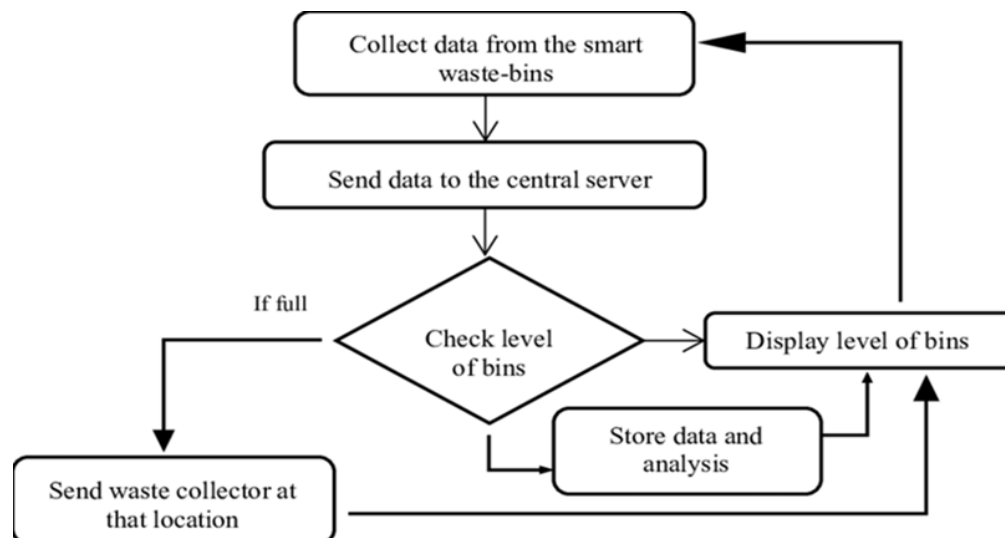 Collect data from the smart
waste-bins
Send data to the central server
If full
Check level
of bins
Display level of bins
Store data and
analysis
Send waste collector at
that location